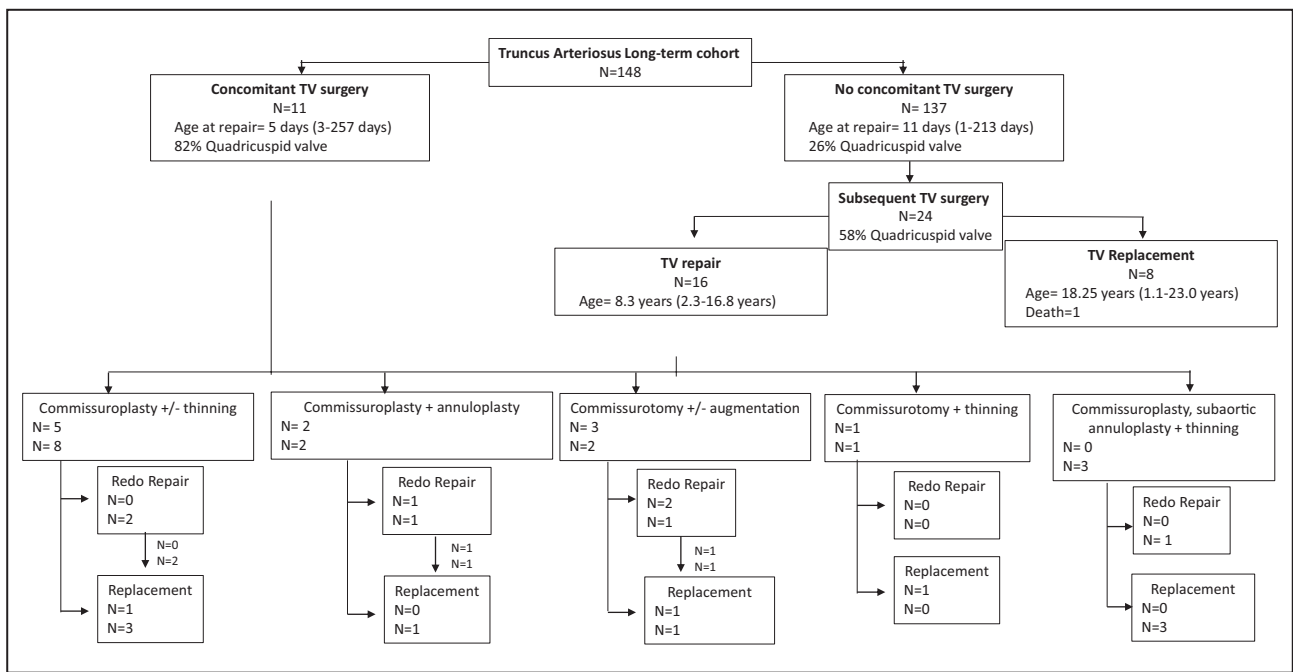 Truncus Arteriosus Long-term cohort
N=148
Concomitant TV surgery
N=11
Age at repair= 5 days (3-257 days)
82% Quadricuspid valve
No concomitant TV surgery
N= 137
Age at repair= 11 days (1-213 days)
26% Quadricuspid valve
Subsequent TV surgery
N=24
58% Quadricuspid valve
TV repair
N=16
Age= 8.3 years (2.3-16.8 years)
TV Replacement
N=8
Age= 18.25 years (1.1-23.0 years)
Death=1
Commissuroplasty +/- thinning
N= 5
N= 8
Commissuroplasty + annuloplasty
N= 2
N=2
Commissurotomy +/- augmentation
N= 3
N=2
Commissurotomy + thinning
N=1
N=1
Commissuroplasty, subaortic
annuloplasty + thinning
N= 0
N=3
Redo Repair
N=0
N=2
N=0
N=2
Replacement
N=1
N=3
Redo Repair
N=1
N=1
N=1
N=1
Replacement
N=0
N=1
Redo Repair
N=2
N=1
N=1
N=1
Replacement
N=1
N=1
Redo Repair
N=0
N=0
Replacement
N=1
N=0
Redo Repair
N=0
N= 1
Replacement
N=0
N=3